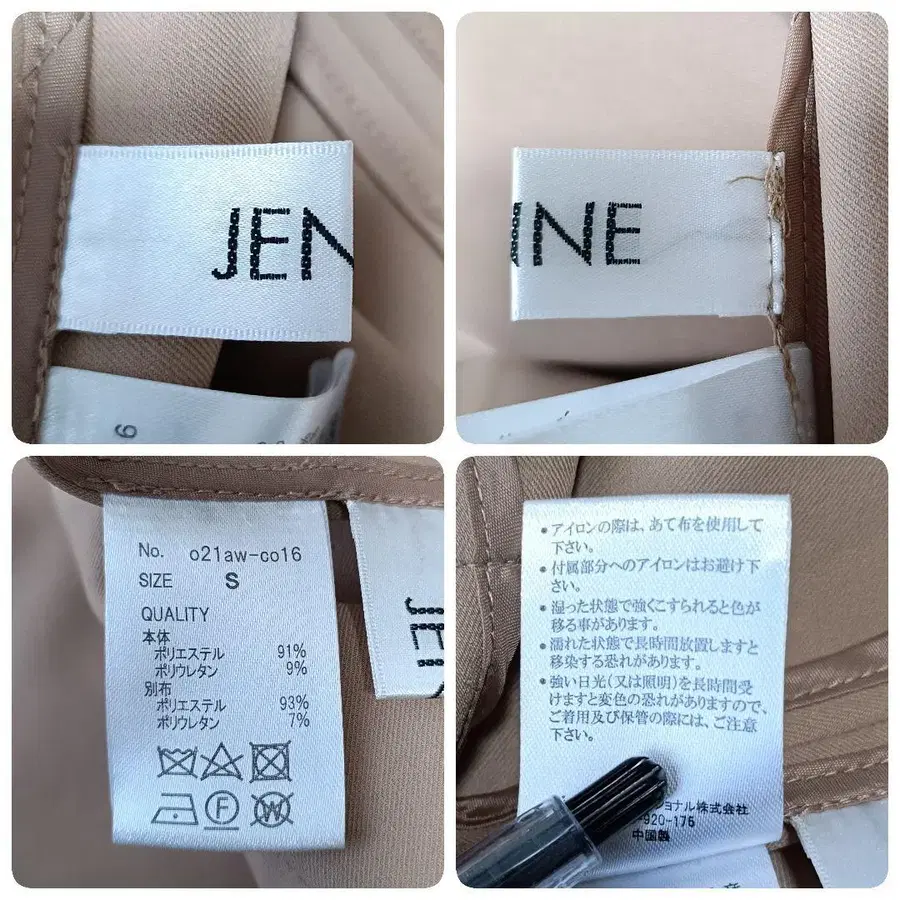 JEN
INE
6
No. o21aw-co16
SIZE S
QUALITY
本体
ポリエステル 91%
ポリウレタン 9%
別布
ポリエステル 93%
ポリウレタン 7%
F
W
JE
•アイロンの際は、あて布を使用して
下さい。
•付属部分へのアイロンはお避け下
さい。
•湿った状態で強くこすられると色が
移る事があります。
•濡れた状態で長時間放置しますと
移染する恐れがあります。
•強い日光(又は照明)を長時間受
けますと変色の恐れがありますので、
ご着用及び保管の際には、ご注意
下さい。
ショナル株式会社
-920-175
中国製